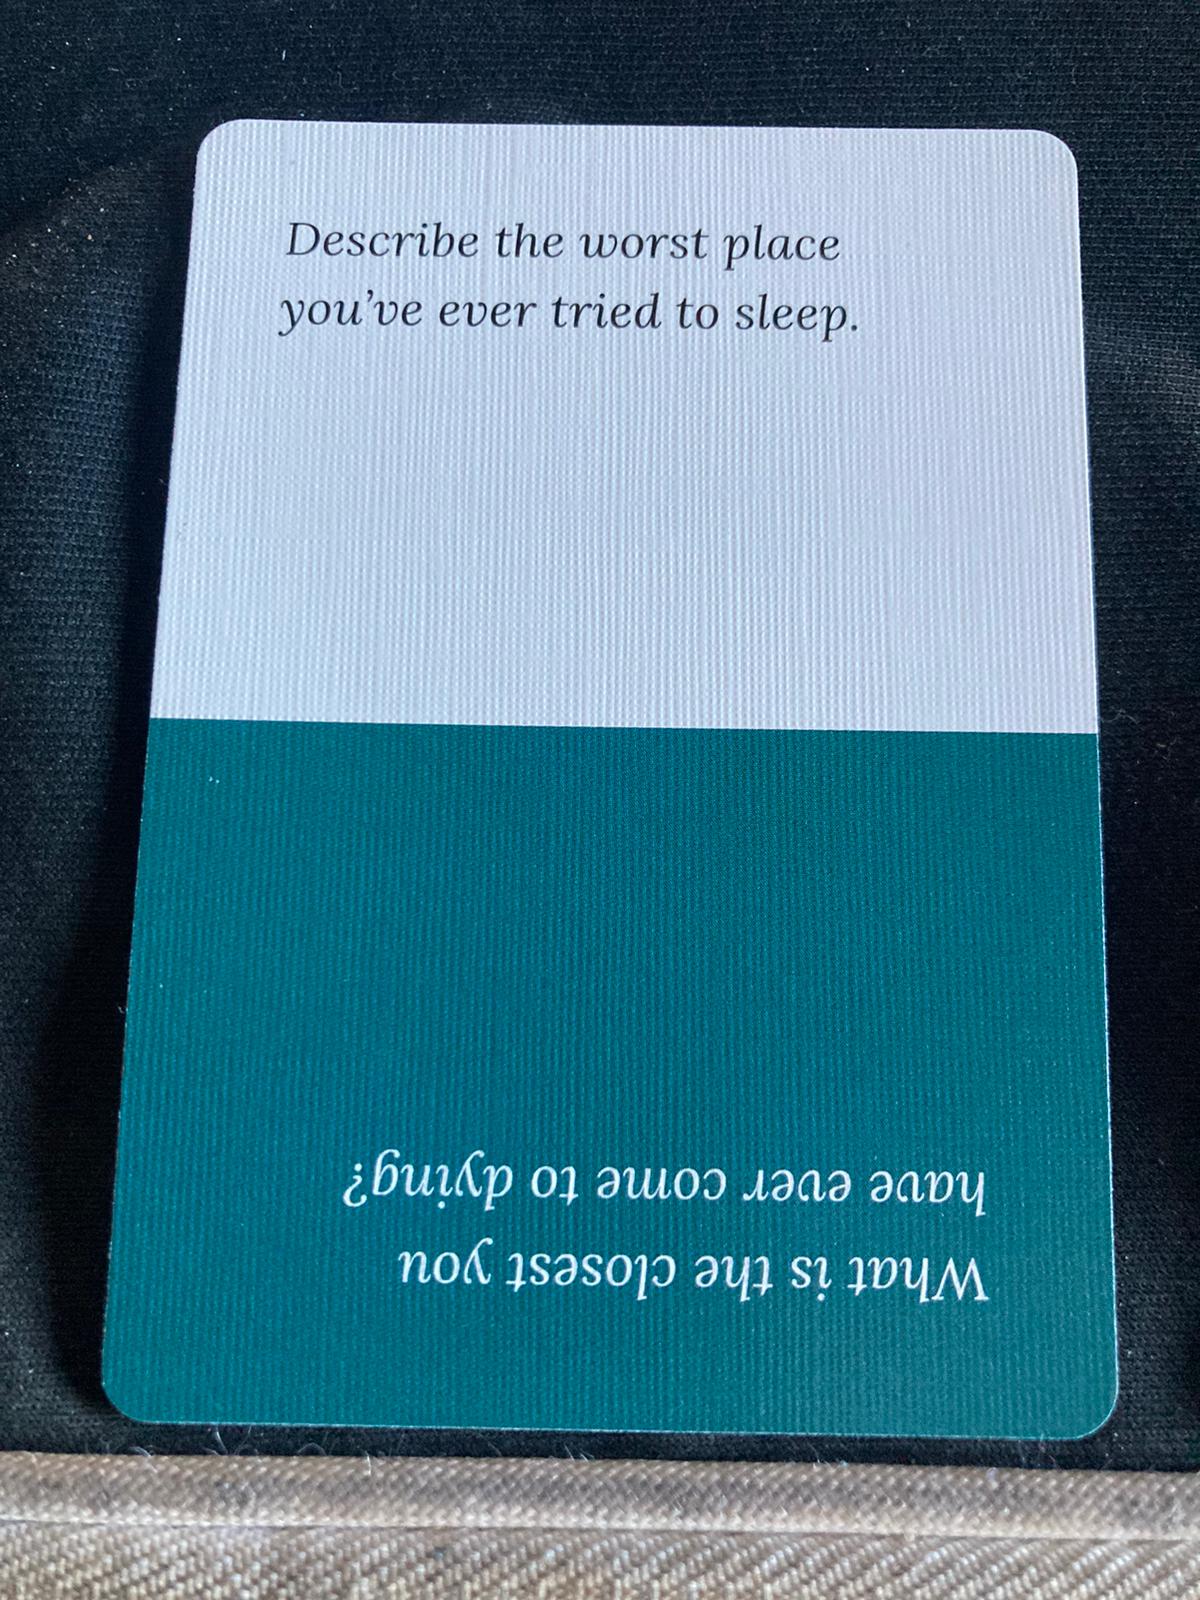 Describe the worst place
you've ever tried to sleep.
What is the closest you
have ever come to dying?